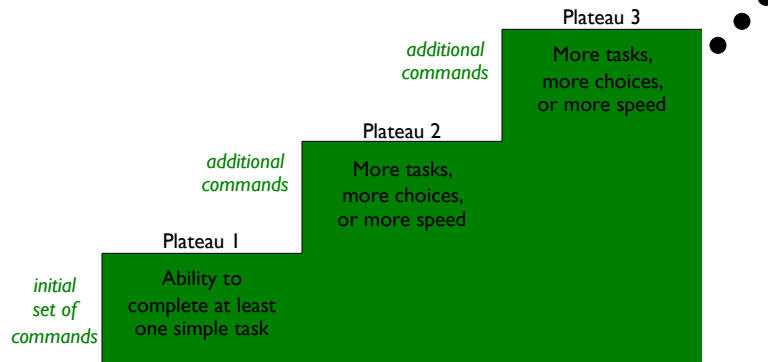 Plateau 3
additional
commands
More tasks,
more choices,
or more speed
Plateau 2
additional
commands
More tasks,
more choices,
or more speed
Plateau 1
initial
set of
commands
Ability to
complete at least
one simple task